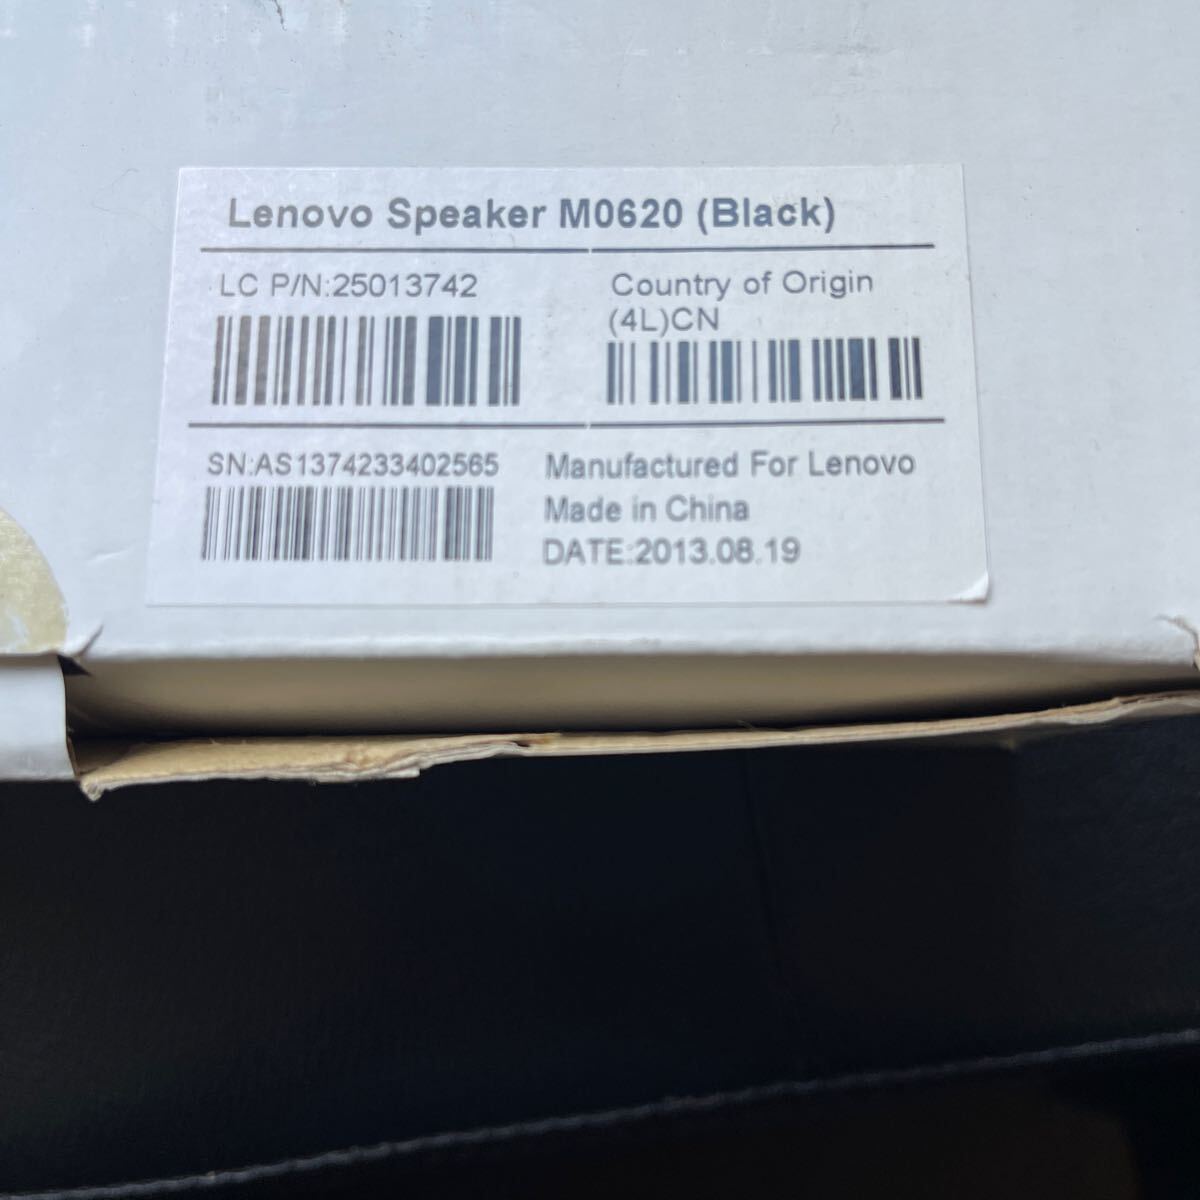 Lenovo Speaker M0620 (Black)
LC P/N:25013742
Country of Origin
(4L)CN
SN:AS1374233402565
Manufactured For Lenovo
Made in China
DATE:2013.08.19